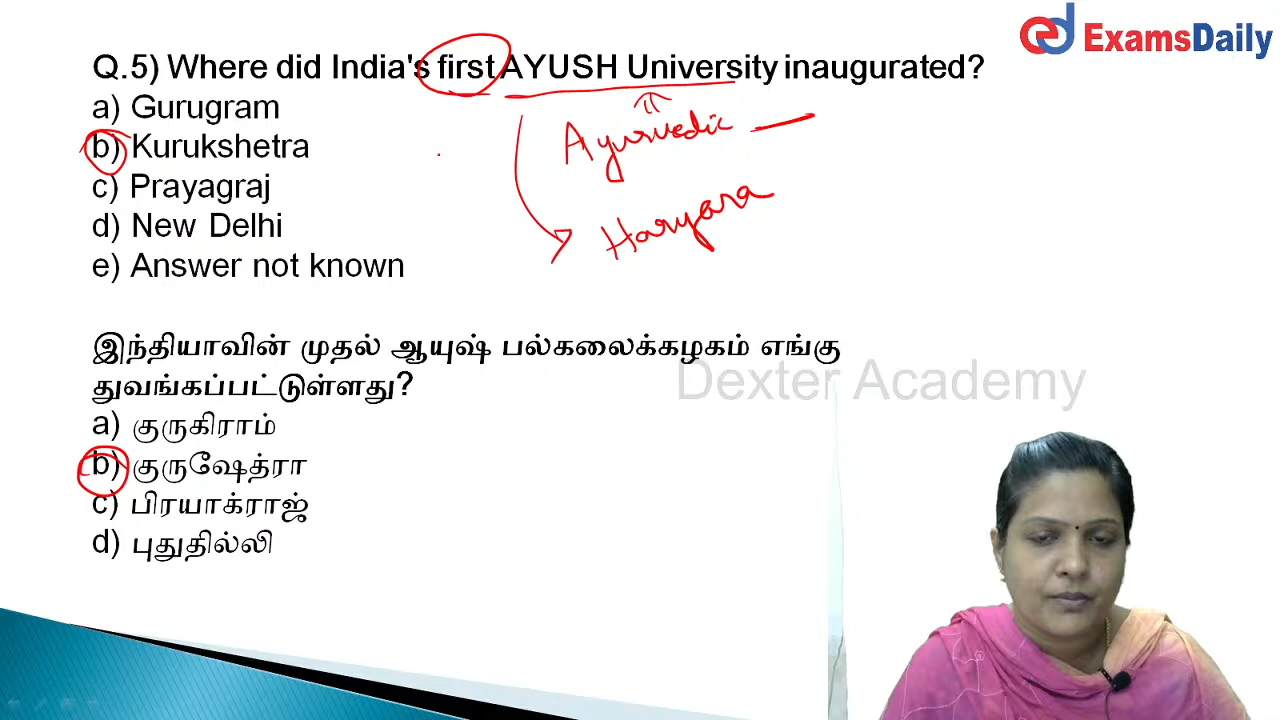 ExamsDaily
Q.5) Where did India's first AYUSH University inaugurated?
a) Gurugram
b) Kurukshetra
c) Prayagraj
d) New Delhi
e) Answer not known
Ayurvedic
Haryara
இந்தியாவின் முதல் ஆயுஷ் பல்கலைக்கழகம் எங்கு
துவங்கப்பட்டுள்ளது?
a) குருகிராம்
b) குருஷேத்ரா
c) பிரயாக்ராஜ்
d) புதுதில்லி
Dexter Academy